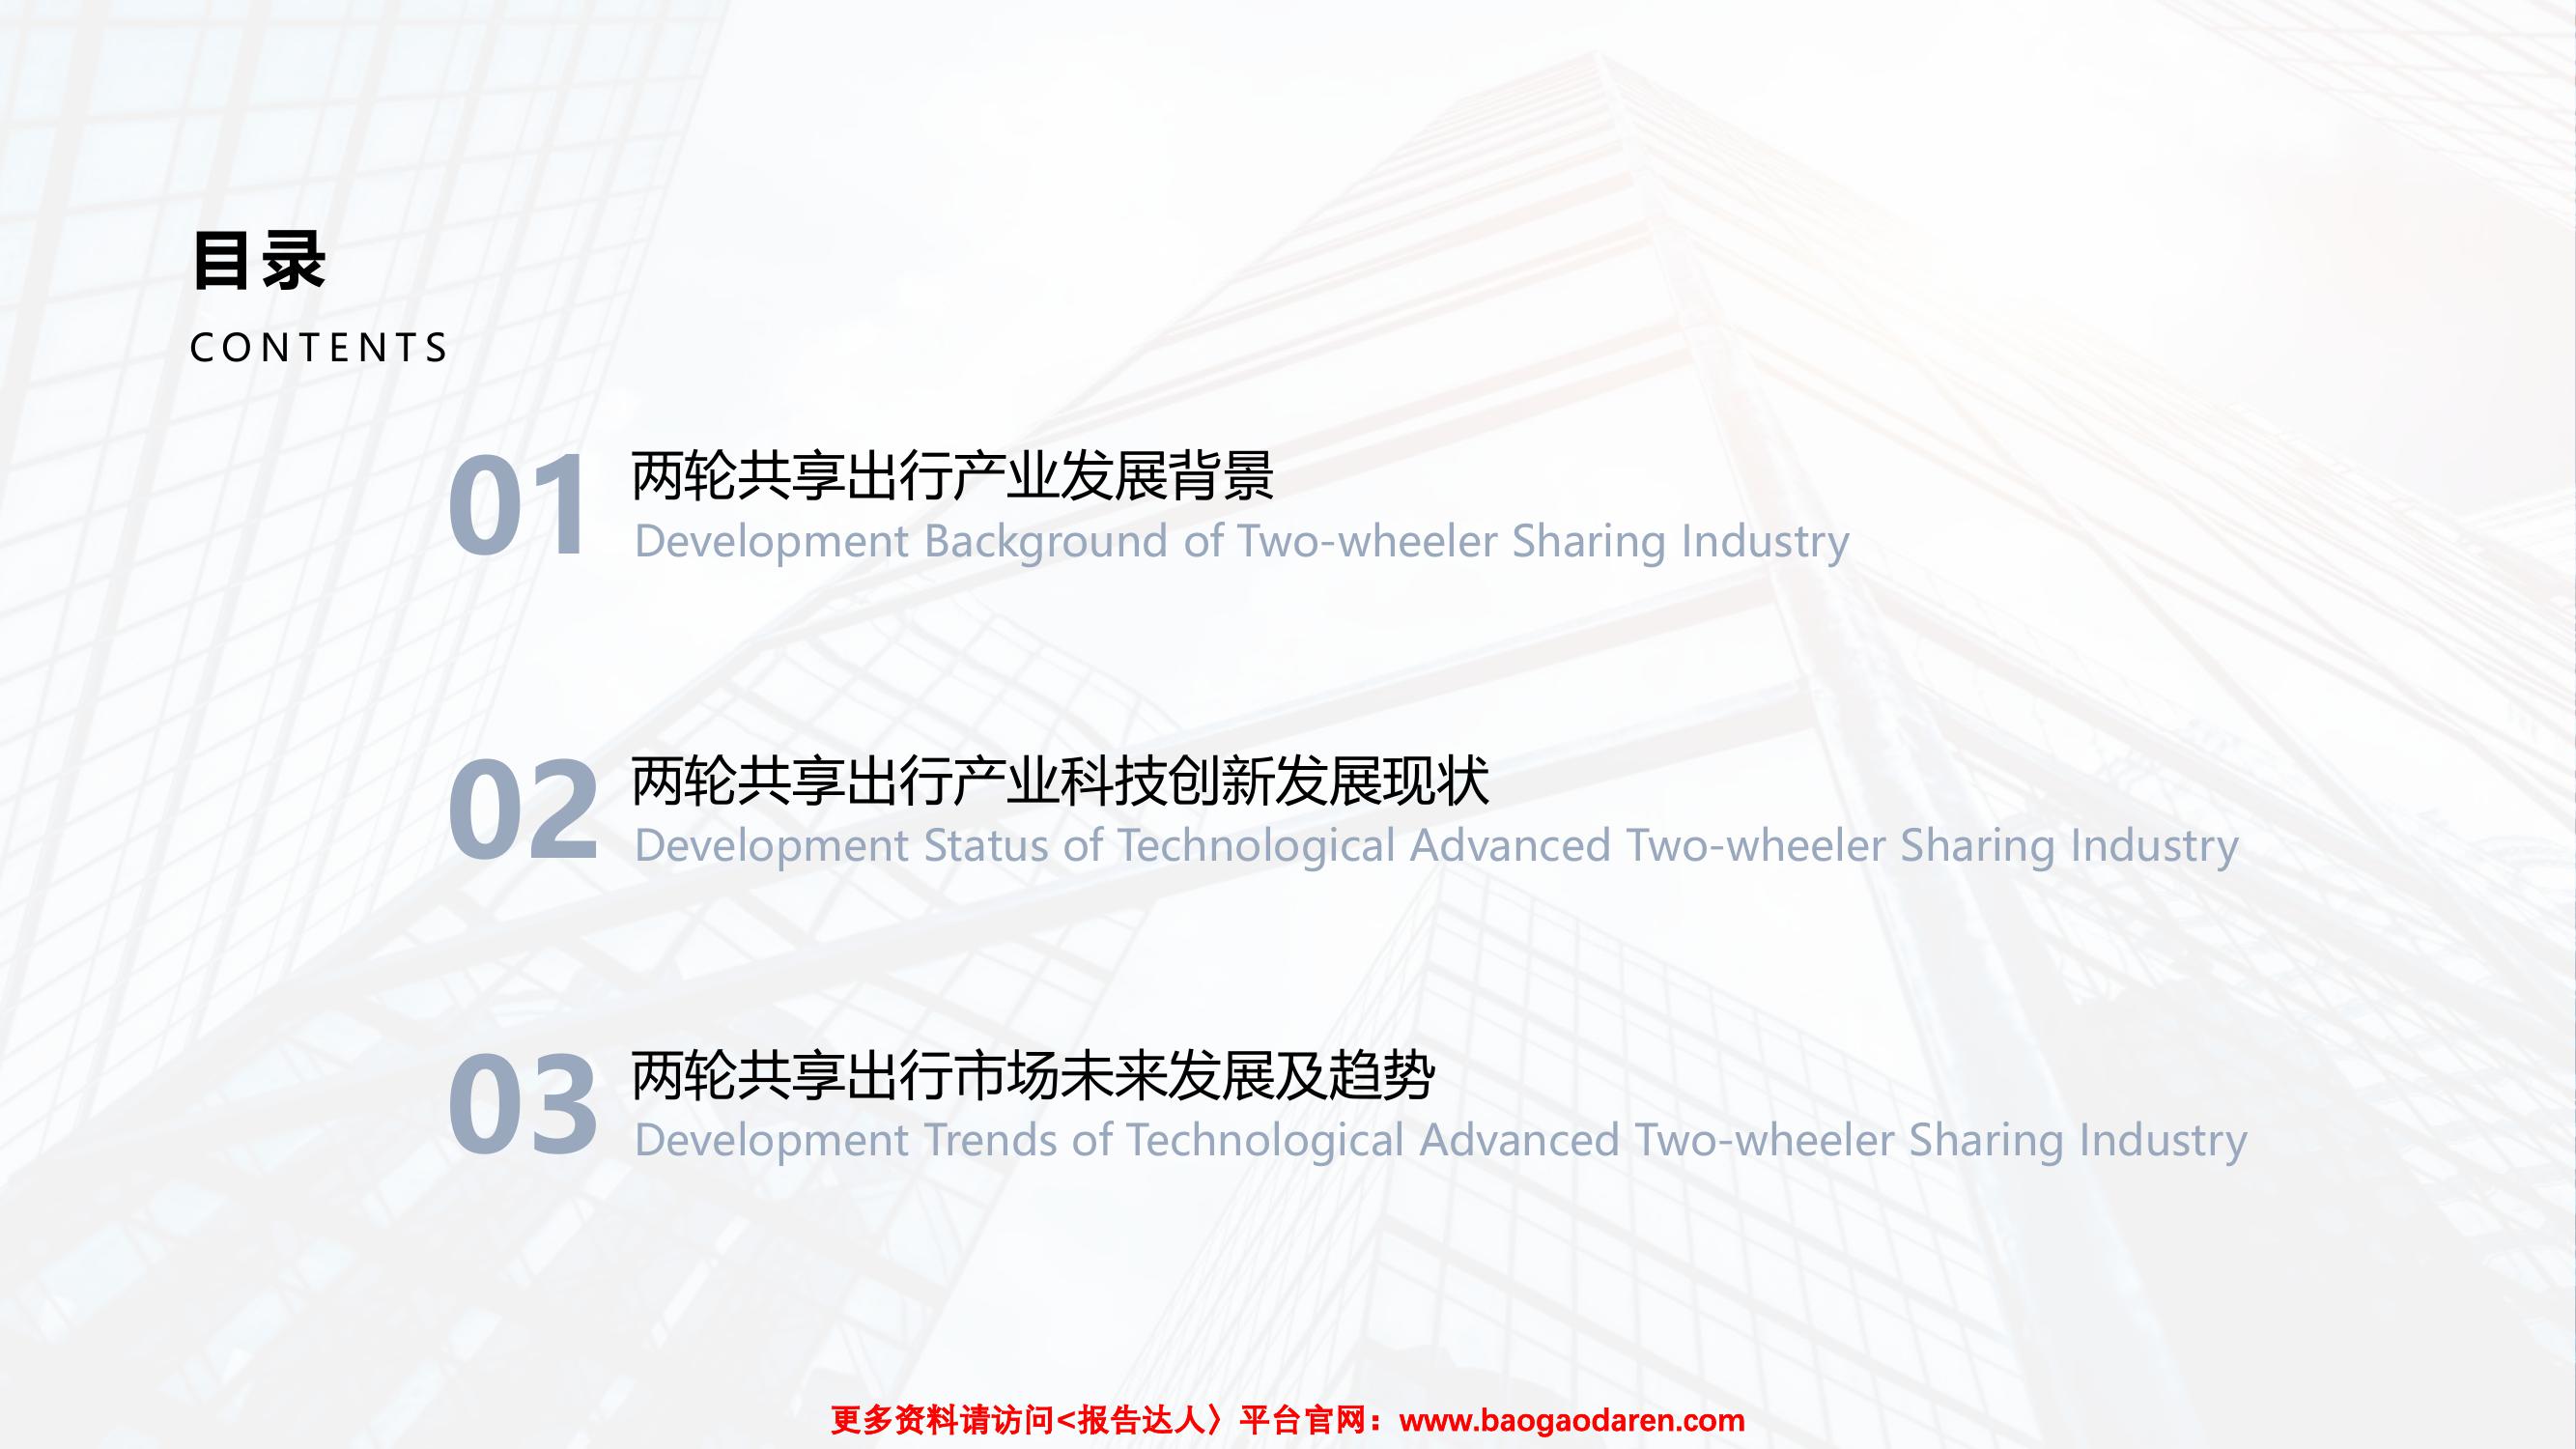 目录
CONTENTS
01
两轮共享出行产业发展背景
Development Background of Two-wheeler Sharing Industry
02
两轮共享出行产业科技创新发展现状
Development Status of Technological Advanced Two-wheeler Sharing Industry
03
两轮共享出行市场未来发展及趋势
Development Trends of Technological Advanced Two-wheeler Sharing Industry
更多资料请访问<报告达人〉平台官网：www.baogaodaren.com